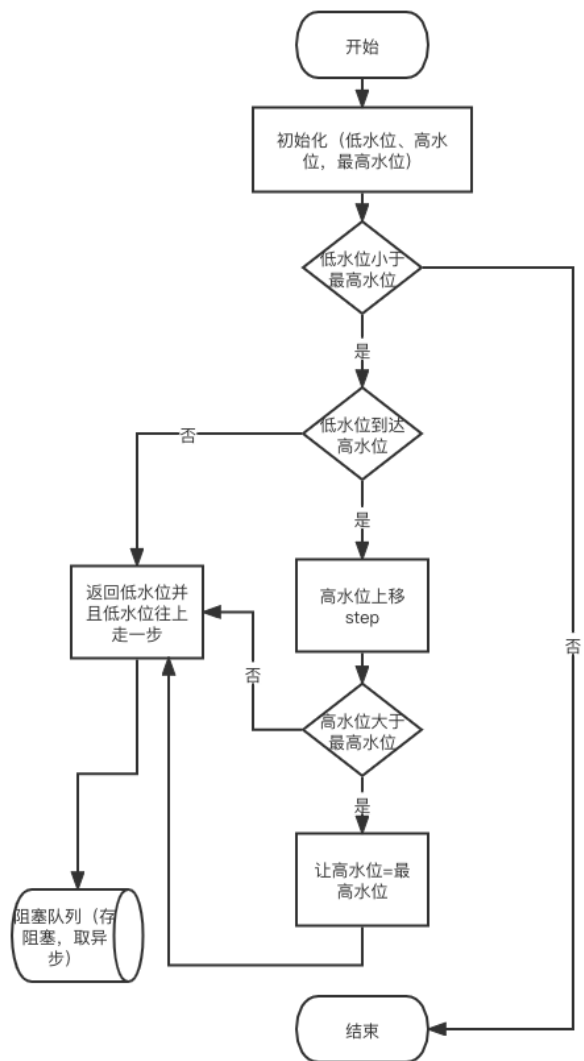 开始
初始化（低水位、高水
位，最高水位）
低水位小于
最高水位
是
低水位到达
高水位
否
是
返回低水位并
且低水位往上
走一步
高水位上移
step
否
否
高水位大于
最高水位
是
让高水位=最
高水位
阻塞队列（存
阻塞，取异
步）
结束